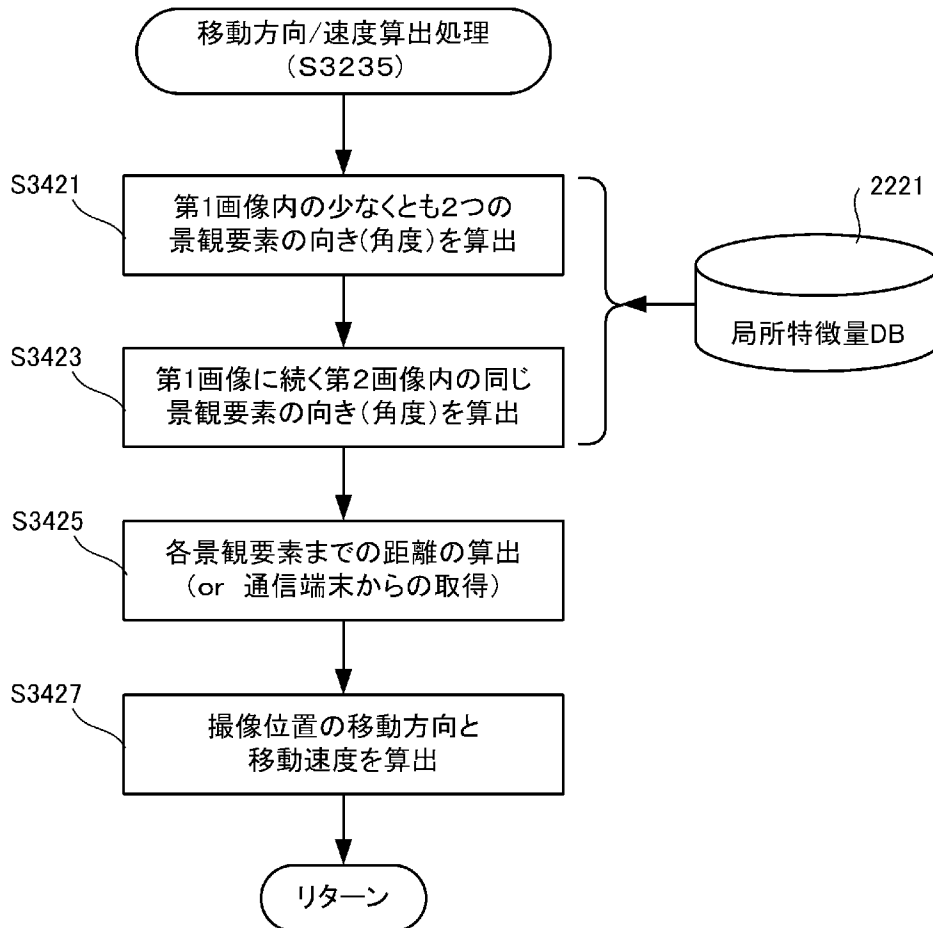 移動方向/速度算出処理
(S3235)
S3421
第1画像内の少なくとも2つの
景観要素の向き(角度)を算出
2221
局所特徴量DB
S3423
第1画像に続く第2画像内の同じ
景観要素の向き(角度)を算出
S3425
各景観要素までの距離の算出
(or 通信端末からの取得)
S3427
撮像位置の移動方向と
移動速度を算出
リターン